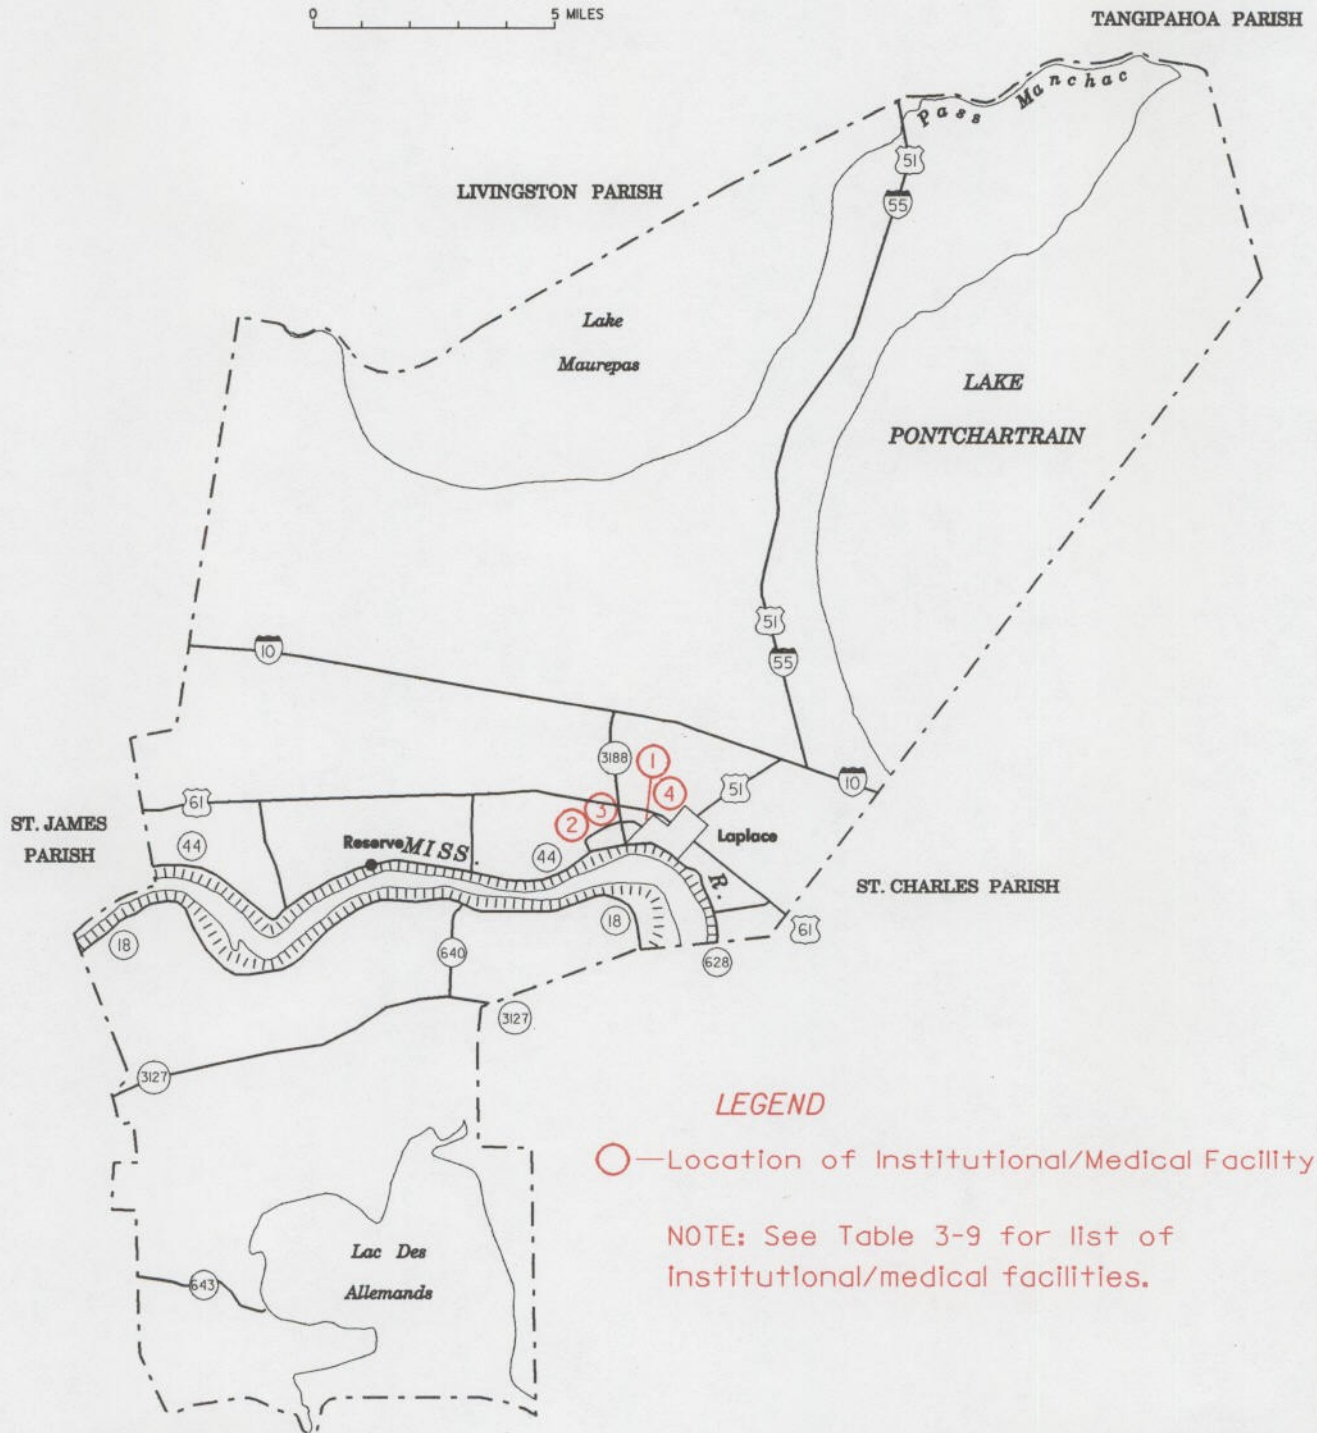 0 5 MILES
TANGIPAHOA PARISH
Pass Manchac
51
LIVINGSTON PARISH
55
Lake
Maurepas
LAKE
PONTCHARTRAIN
51
10
55
3188
1
51
10
4
61
3
2
ST. JAMES
PARISH
44
Reserve
MISS. R.
44
Laplace
ST. CHARLES PARISH
18
18
61
640
628
3127
3127
LEGEND
Location of Institutional/Medical Facility
NOTE: See Table 3-9 for list of
institutional/medical facilities.
Lac Des
Allemands
643